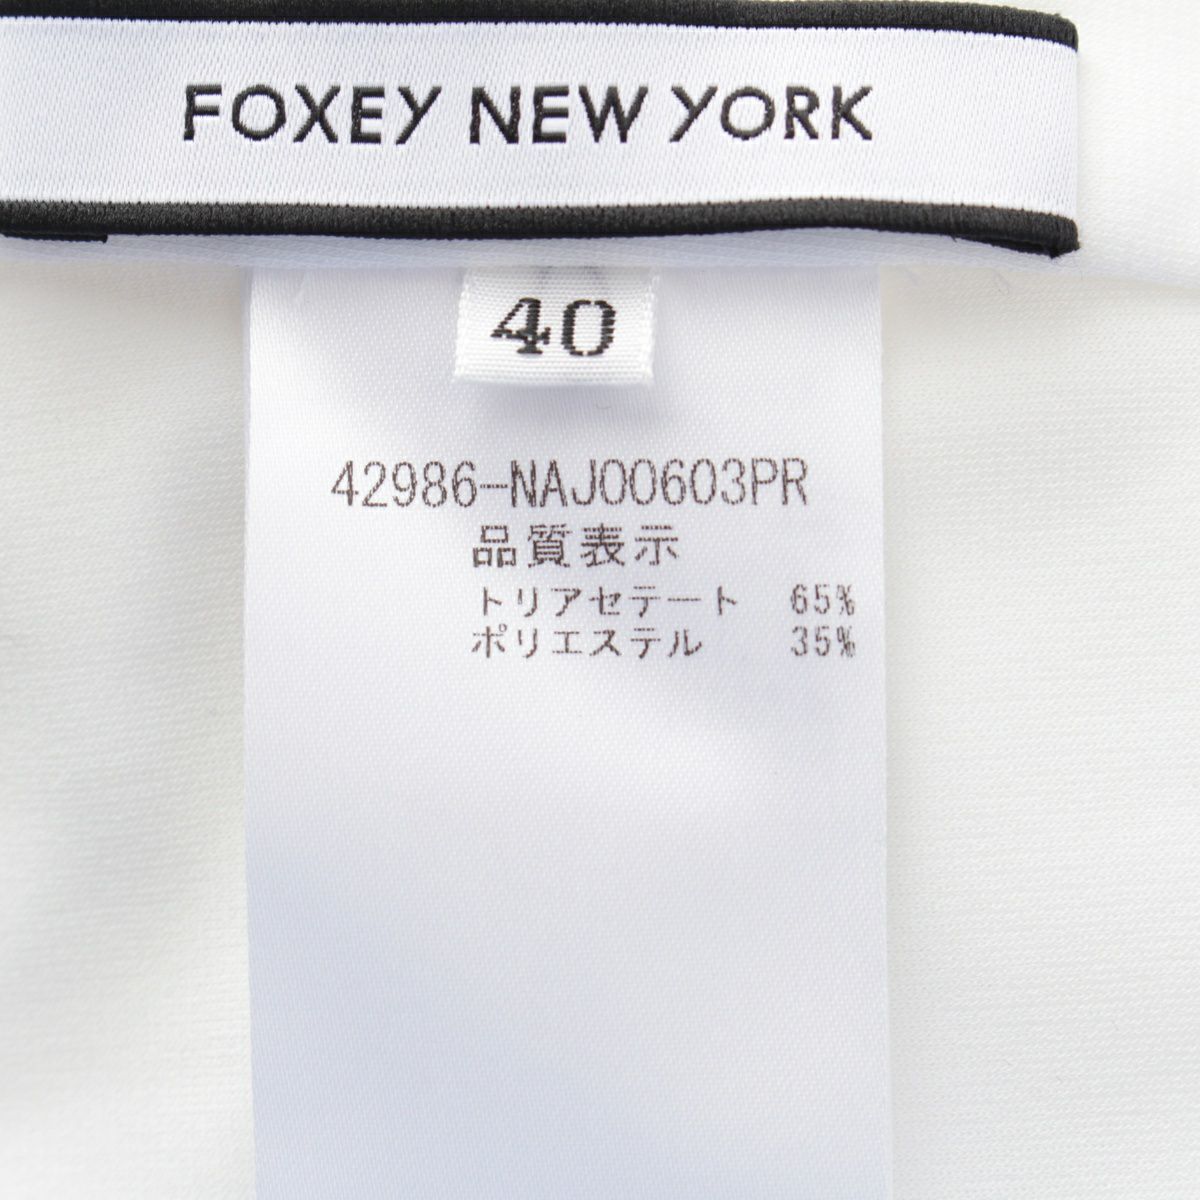 FOXEY NEW YORK
40
42986-NAJ00603PR
品質表示
トリアセテート 65%
ポリエステル 35%